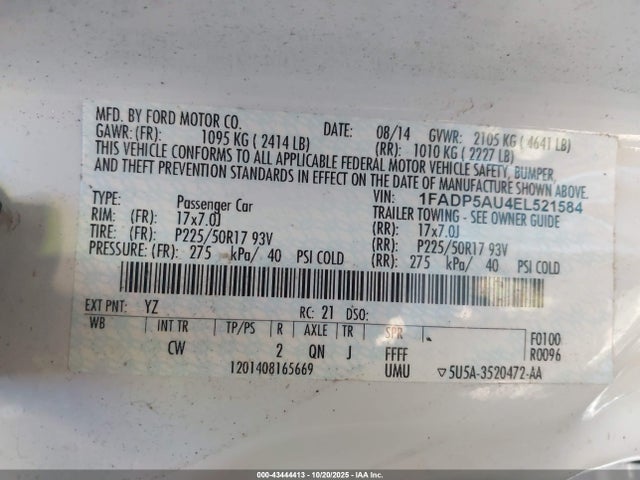 MFD. BY FORD MOTOR CO. DATE: 08/14 GVWR: 2105 KG (4641 LB)
GAWR: (FR): 1095 KG (2414 LB) (RR): 1010 KG (2227 LB)
THIS VEHICLE CONFORMS TO ALL APPLICABLE FEDERAL MOTOR VEHICLE SAFETY, BUMPER,
AND THEFT PREVENTION STANDARDS IN EFFECT ON THE DATE OF MANUFACTURE SHOWN ABOVE.
VIN: 1FADP5AU4EL521584
TYPE: Passenger Car TRAILER TOWING - SEE OWNER GUIDE
RIM: (FR): 17x7.0J (RR): 17x7.0J
TIRE: (FR): P225/50R17 93V (RR): P225/50R17 93V
PRESSURE: (FR): 275 kPa/ 40 PSI COLD (RR): 275 kPa/ 40 PSI COLD
EXT PNT: YZ RC: 21 DSO:
WB INT TR TP/PS R AXLE TR SPR F0100
CW 2 QN J FFFF R0096
1201408165669 UMU ▽5U5A-3520472-AA
000-43444413 - 10/20/2025 - IAAI Inc.